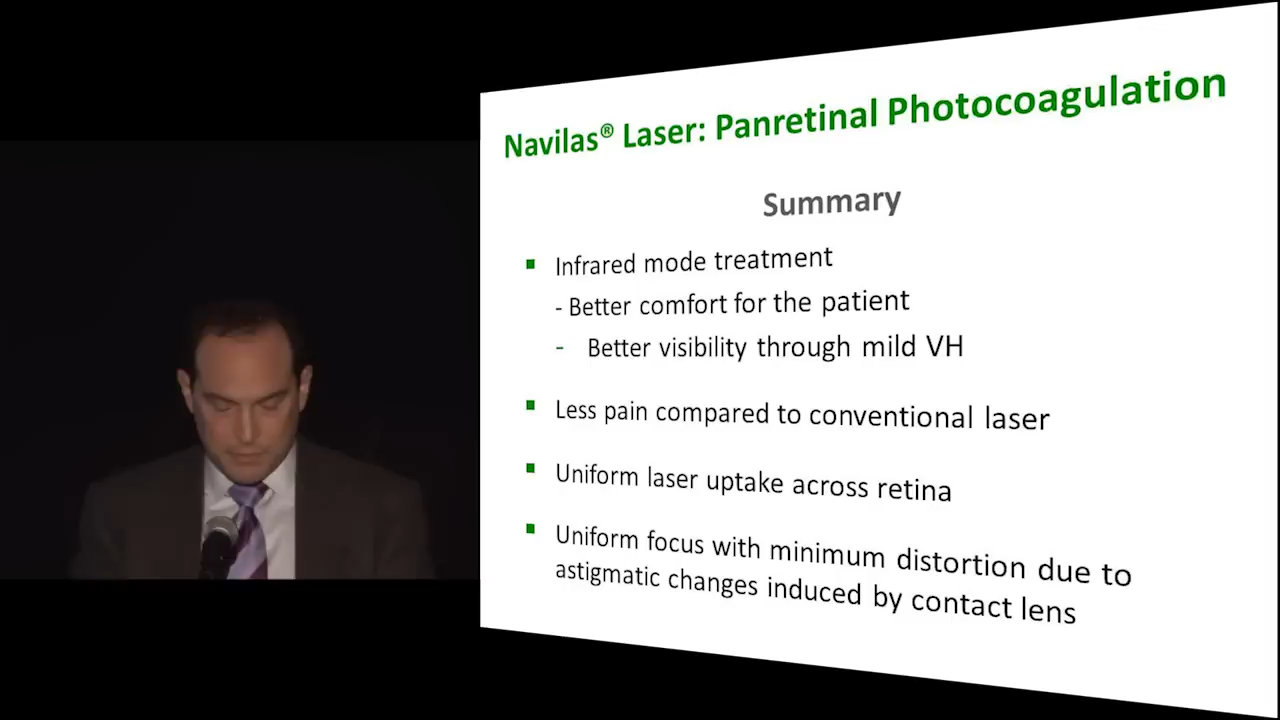 Navilas® Laser: Panretinal Photocoagulation
Summary
Infrared mode treatment
- Better comfort for the patient
- Better visibility through mild VH
Less pain compared to conventional laser
Uniform laser uptake across retina
Uniform focus with minimum distortion due to
astigmatic changes induced by contact lens